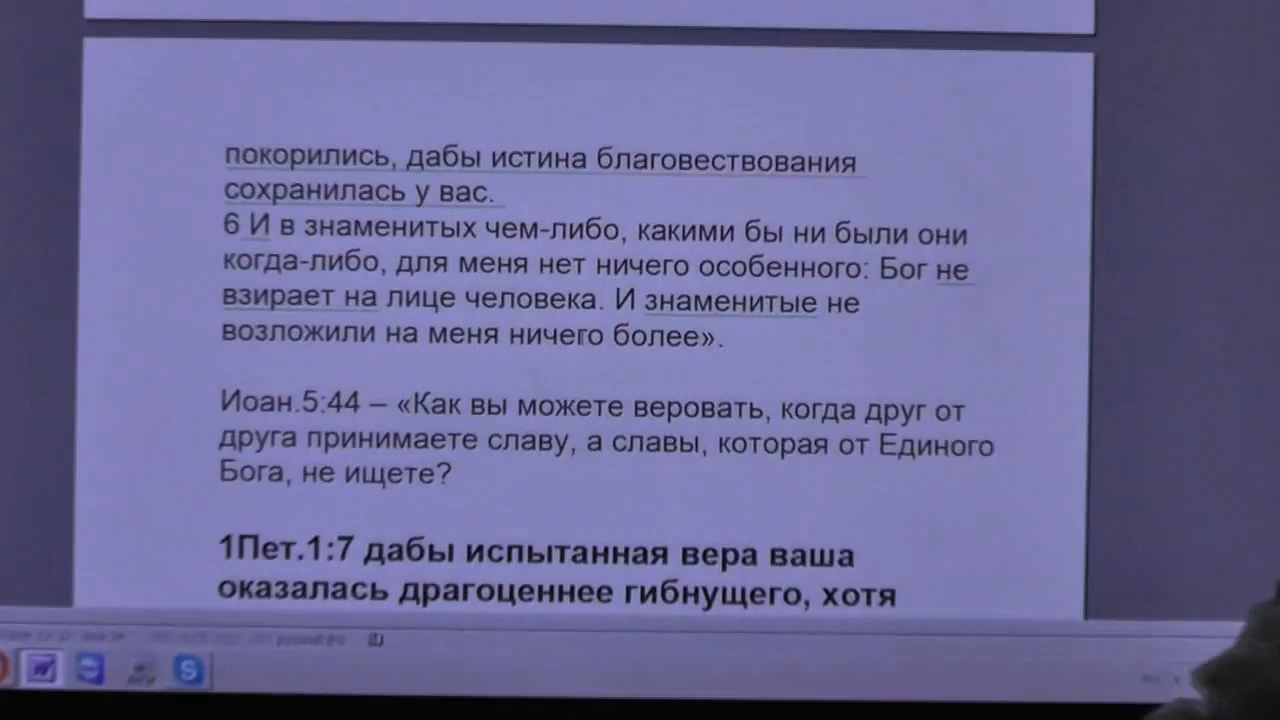 покорились, дабы истина благовествования
сохранилась у вас.
6 И в знаменитых чем-либо, какими бы ни были они
когда-либо, для меня нет ничего особенного: Бог не
взирает на лице человека. И знаменитые не
возложили на меня ничего более».
Иоан.5:44 – «Как вы можете веровать, когда друг от
друга принимаете славу, а славы, которая от Единого
Бога, не ищете?
1Пет.1:7 дабы испытанная вера ваша
оказалась драгоценнее гибнущего, хотя